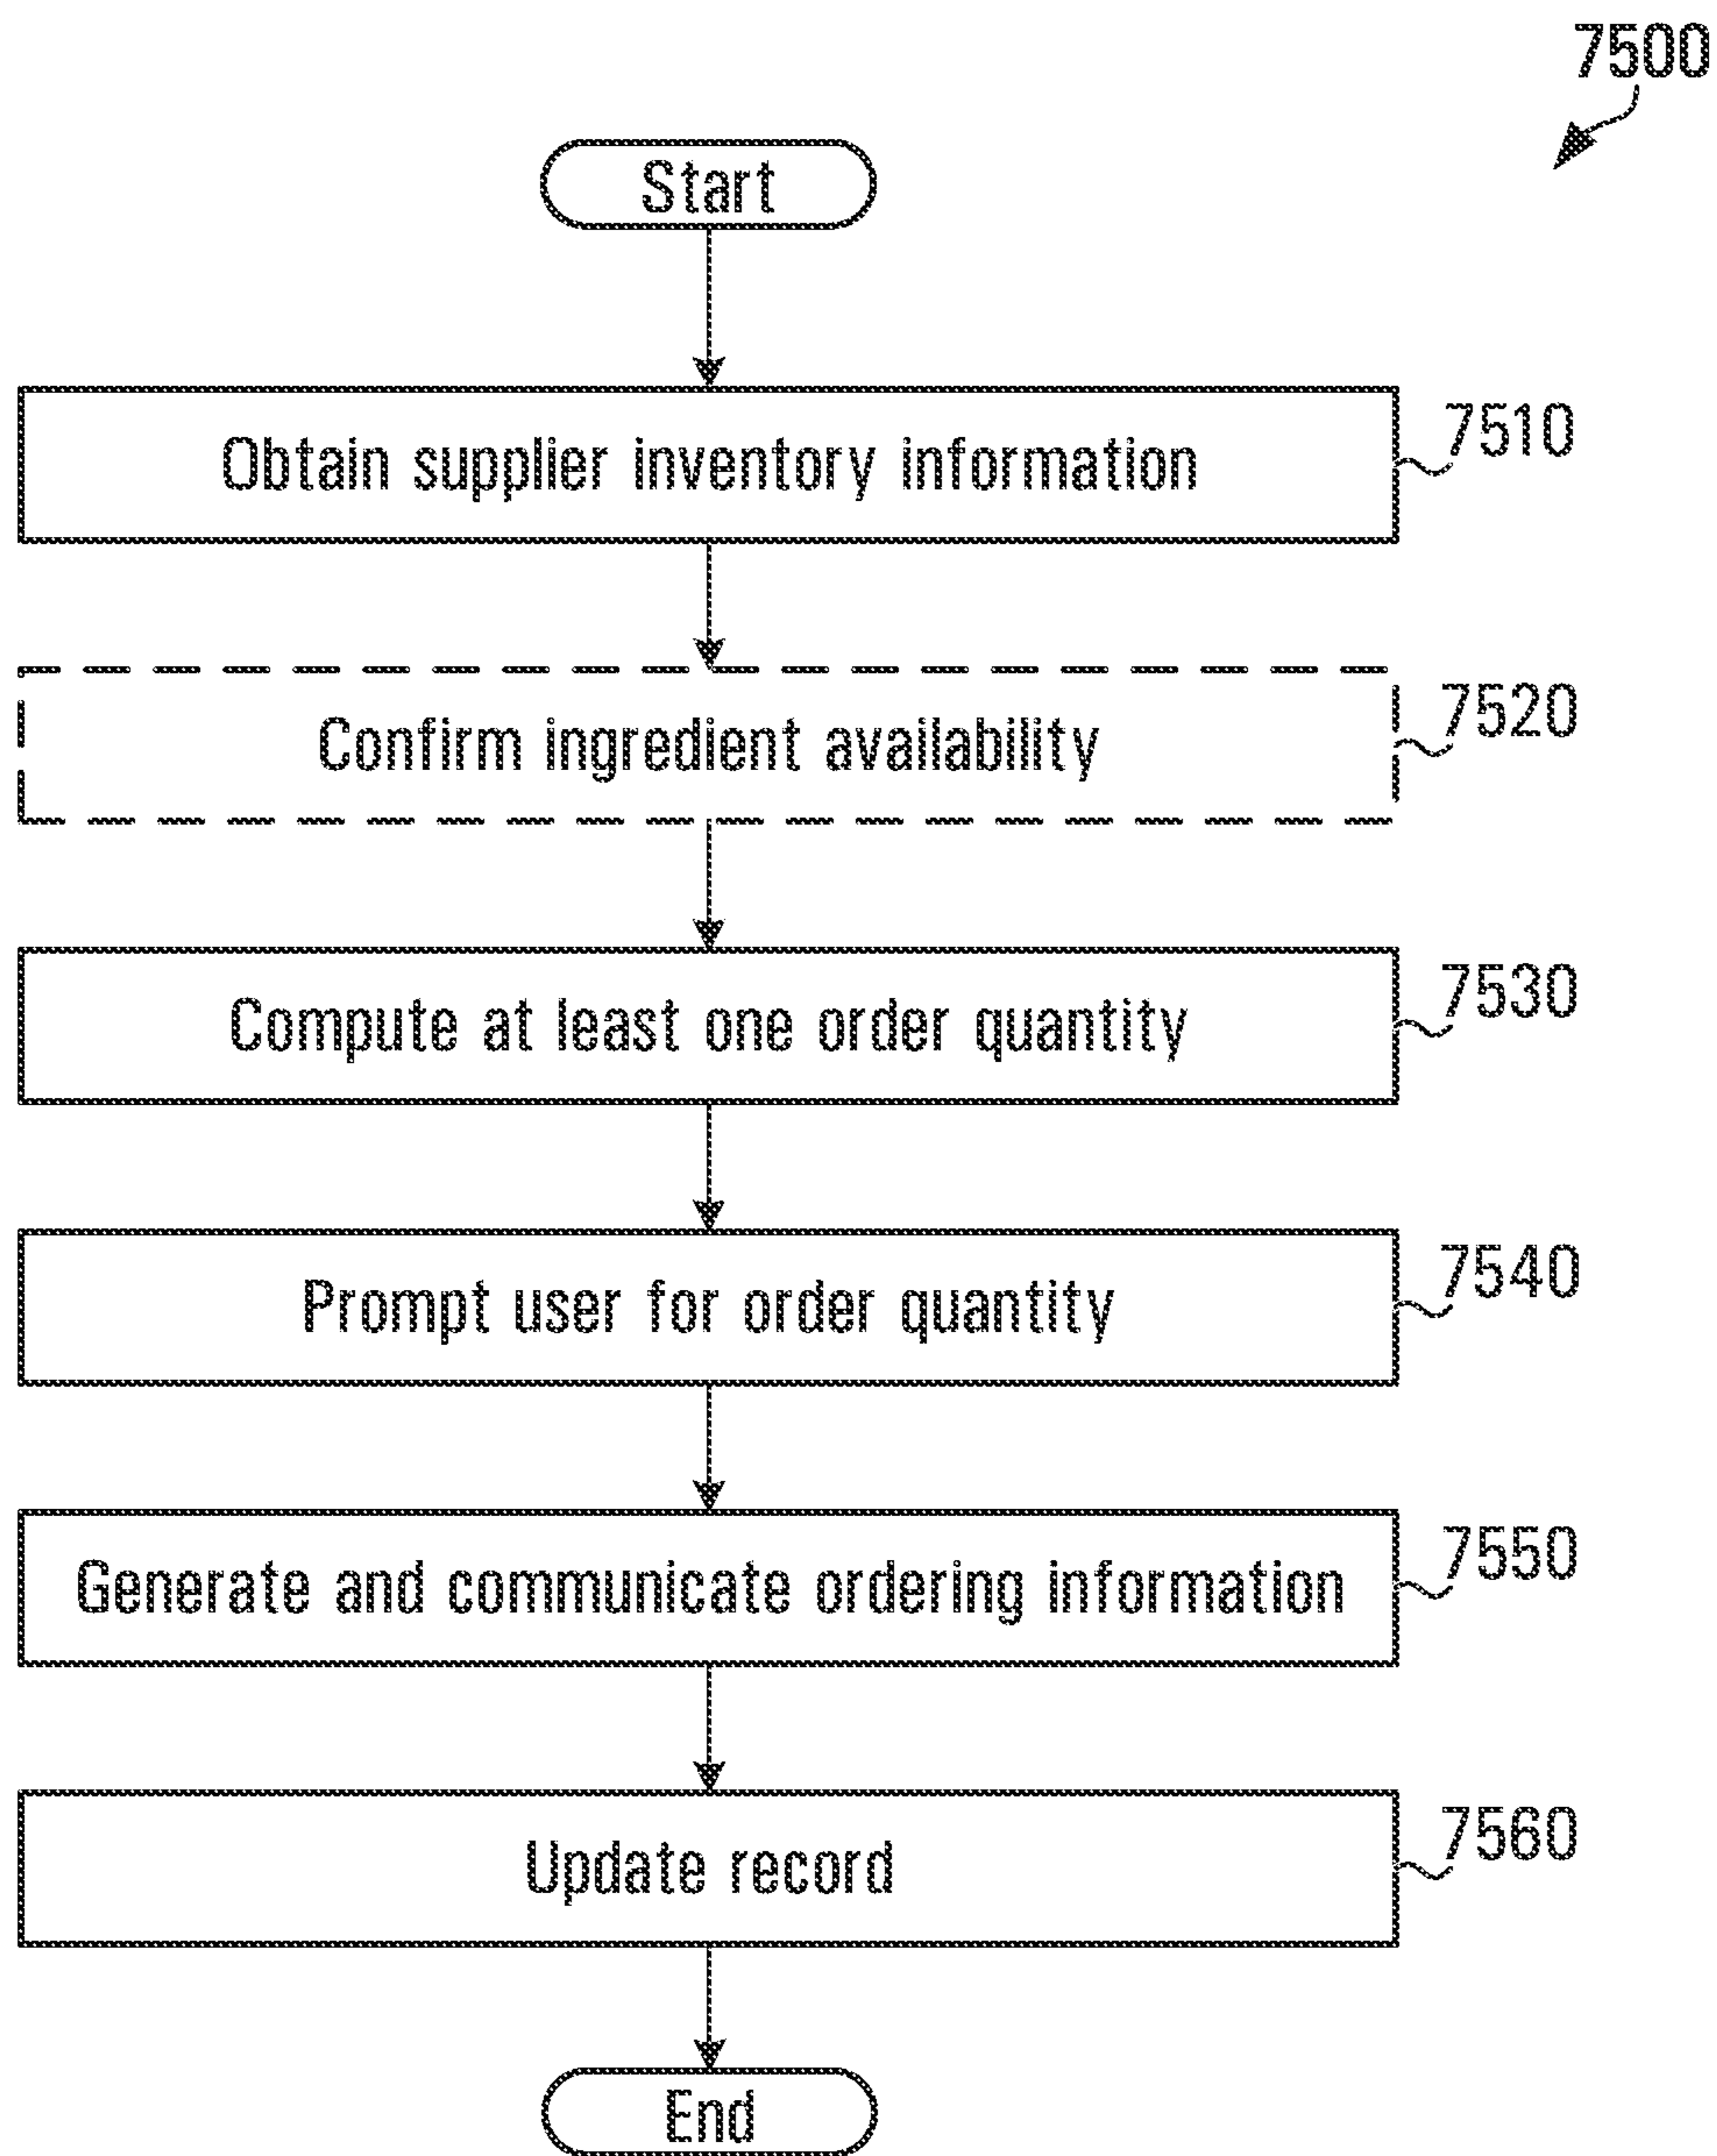 7500
Start
Obtain supplier inventory information
7510
Confirm ingredient availability
7520
Compute at least one order quantity
7530
Prompt user for order quantity
7540
Generate and communicate ordering information
7550
Update record
7560
End